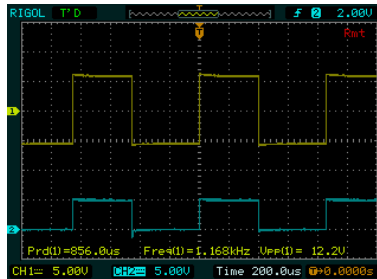 RIGOL T'D f 2 2.00V
T
Rmt
1
2
Prd(1)=856.0us Freq(1)=1.168kHz Vpp(1)= 12.2V
CH1 5.00V CH2 5.00V Time 200.0us 0.0000s